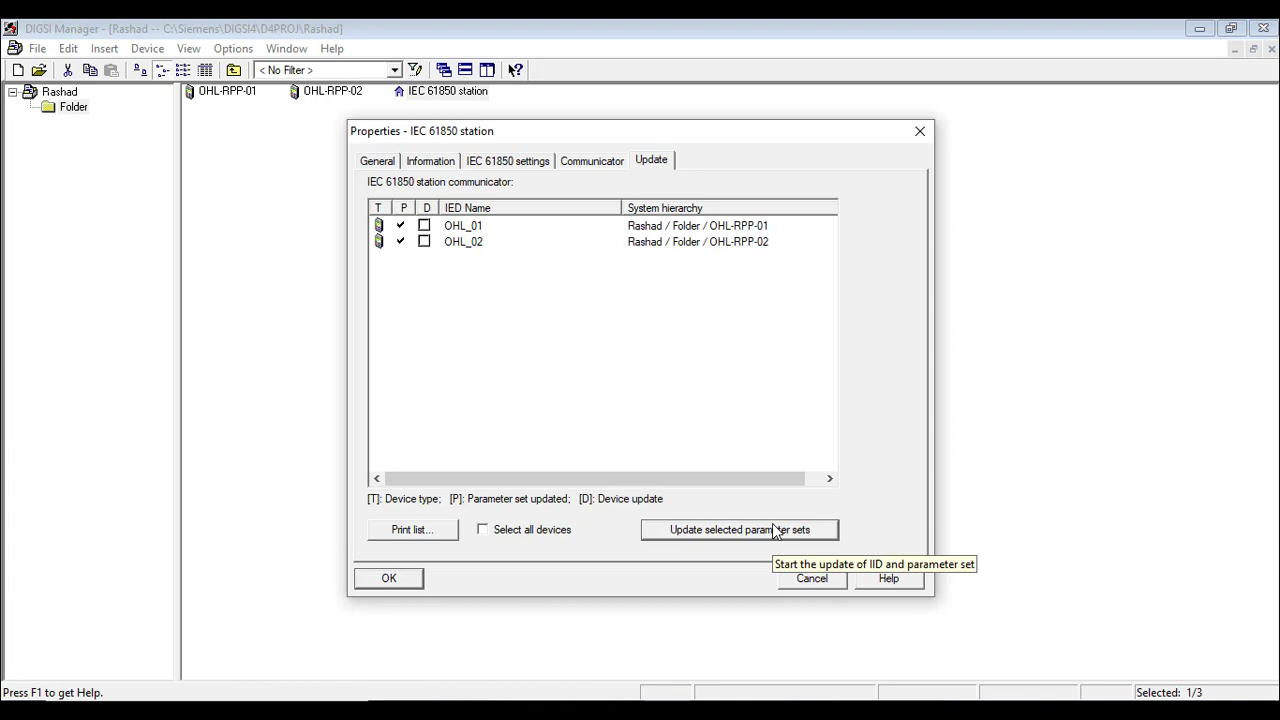 DIGSI Manager - [Rashad -- C:\Siemens\DIGSI4\D4PROJ\Rashad]
File Edit Insert Device View Options Window Help
< No Filter >
Rashad
Folder
OHL-RPP-01 OHL-RPP-02 IEC 61850 station
Properties - IEC 61850 station
General Information IEC 61850 settings Communicator Update
IEC 61850 station communicator:
T P D IED Name System hierarchy
OHL_01 Rashad / Folder / OHL-RPP-01
OHL_02 Rashad / Folder / OHL-RPP-02
[T]: Device type; [P]: Parameter set updated; [D]: Device update
Print list... Select all devices Update selected parameter sets
Start the update of IID and parameter set
OK Cancel Help
Press F1 to get Help. Selected: 1/3